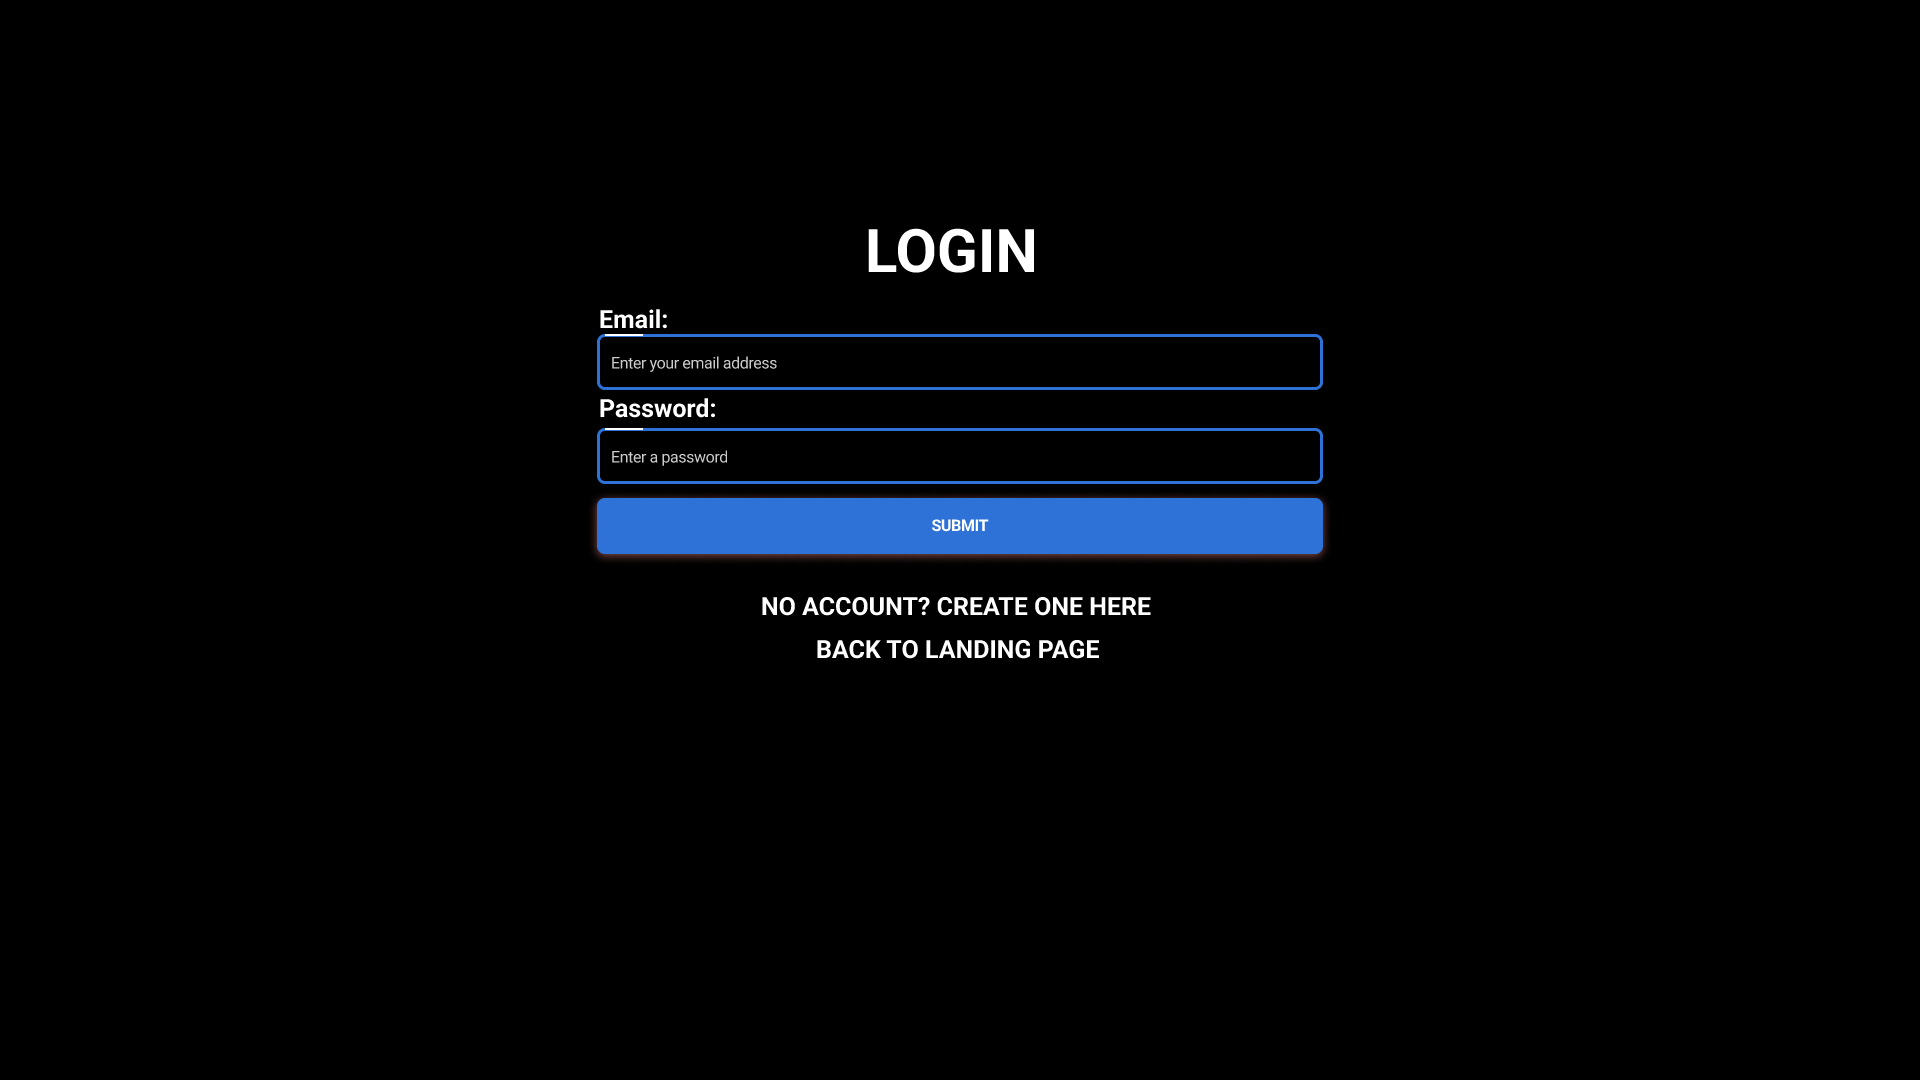 LOGIN
Email:
Enter your email address
Password:
Enter a password
SUBMIT
NO ACCOUNT? CREATE ONE HERE
BACK TO LANDING PAGE